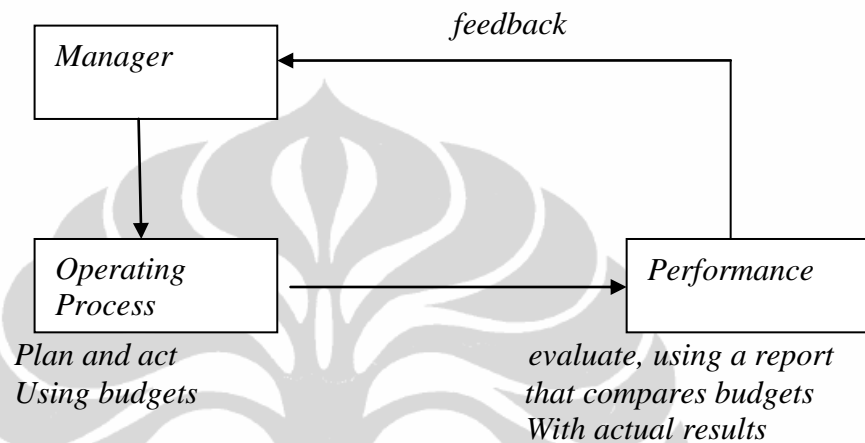 feedback
Manager
Operating
Process
Performance
Plan and act
Using budgets
evaluate, using a report
that compares budgets
With actual results